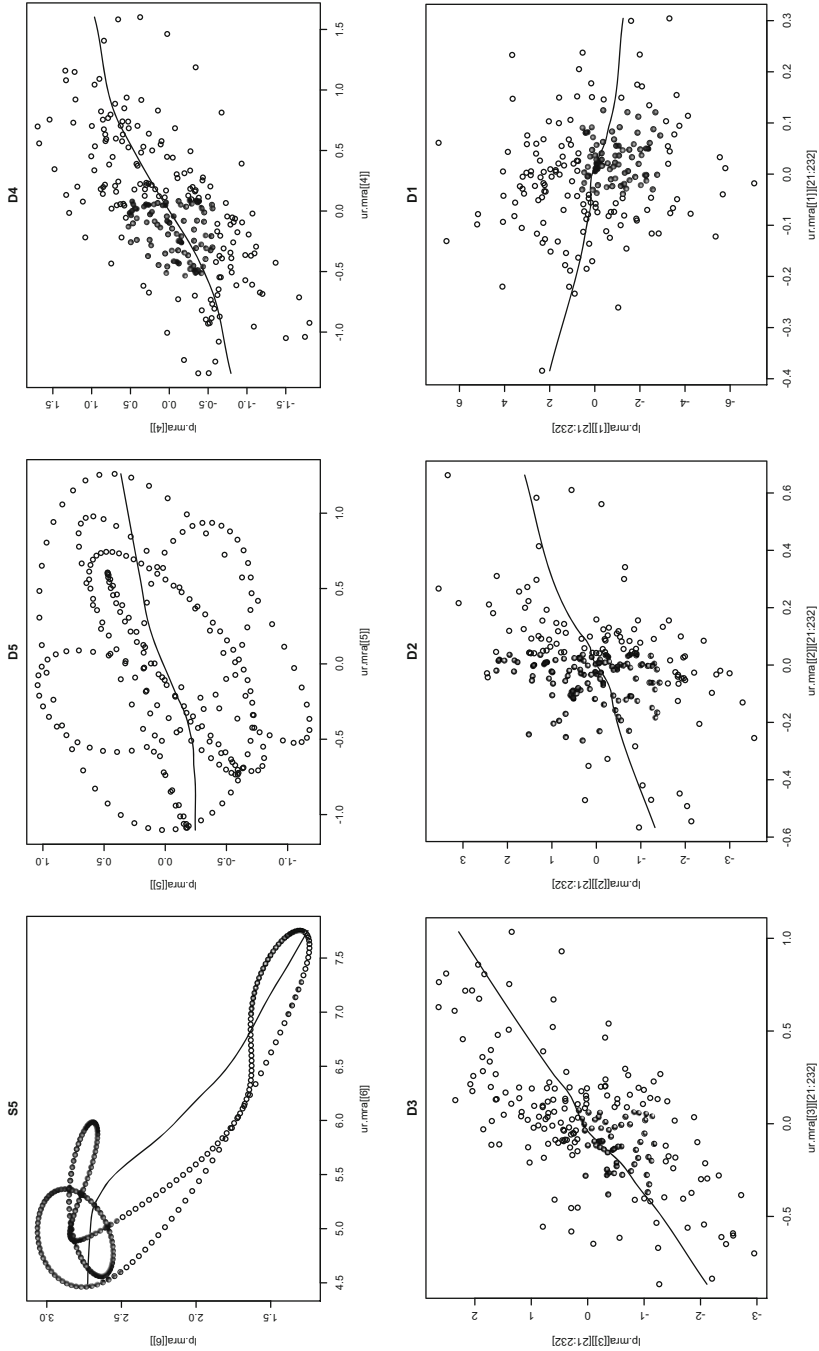 S5
3.0
2.5
2.0
1.5
lp.mra[[6]]
4.5 5.0 5.5 6.0 6.5 7.0 7.5
ur.mra[[6]]
D5
1.0
0.5
0.0
-0.5
-1.0
lp.mra[[5]]
-1.0 -0.5 0.0 0.5 1.0
ur.mra[[5]]
D4
1.5
1.0
0.5
0.0
-0.5
-1.0
-1.5
lp.mra[[4]]
-1.0 -0.5 0.0 0.5 1.0 1.5
ur.mra[[4]]
D3
2
1
0
-1
-2
-3
lp.mra[[3]][21:232]
-0.5 0.0 0.5 1.0
ur.mra[[3]][21:232]
D2
3
2
1
0
-1
-2
-3
lp.mra[[2]][21:232]
-0.6 -0.4 -0.2 0.0 0.2 0.4 0.6
ur.mra[[2]][21:232]
D1
6
4
2
0
-2
-4
-6
lp.mra[[1]][21:232]
-0.4 -0.3 -0.2 -0.1 0.0 0.1 0.2 0.3
ur.mra[[1]][21:232]